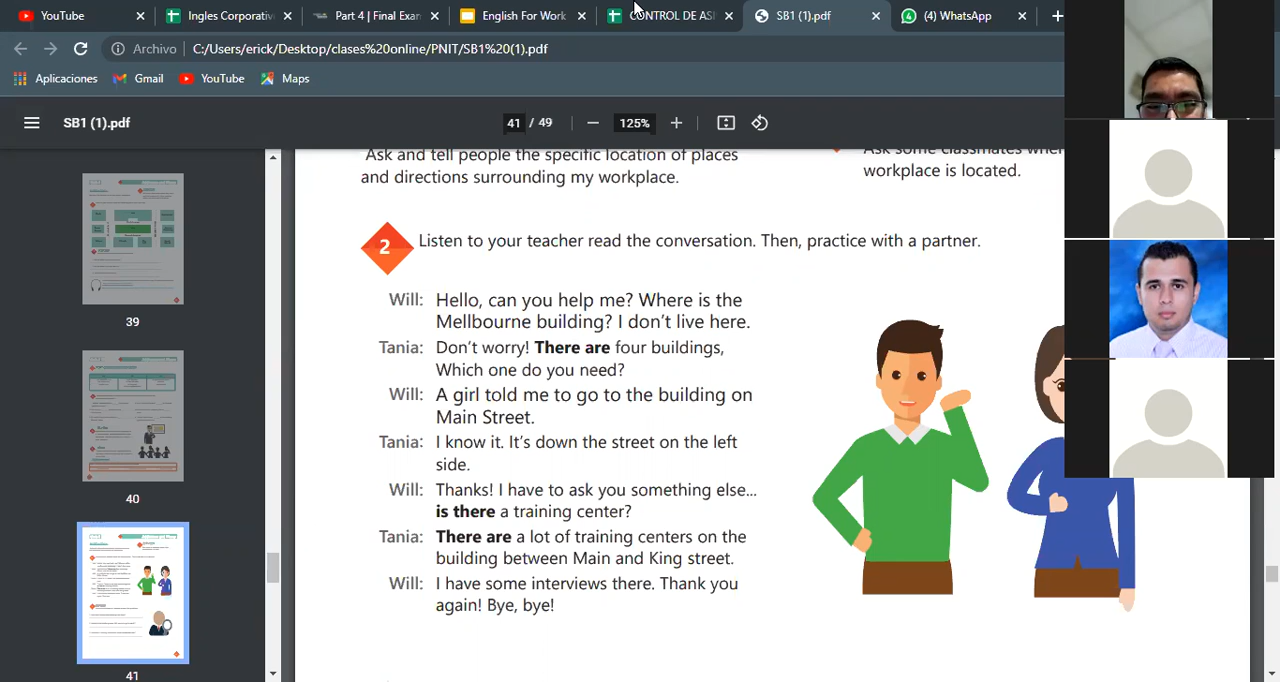 YouTube
Ingles Corporativ
Part 4 | Final Exa
English For Work
CONTROL DE AS
SB1 (1).pdf
(4) WhatsApp
Archivo | C:/Users/erick/Desktop/clases%20online/PNIT/SB1%20(1).pdf
Aplicaciones Gmail YouTube Maps
SB1 (1).pdf
41 / 49
125%
39
40
41
Ask and tell people the specific location of places
and directions surrounding my workplace.
Ask some classmates
workplace is located.
2 Listen to your teacher read the conversation. Then, practice with a partner.
Will: Hello, can you help me? Where is the
Melbourne building? I don't live here.
Tania: Don't worry! There are four buildings,
Which one do you need?
Will: A girl told me to go to the building on
Main Street.
Tania: I know it. It's down the street on the left
side.
Will: Thanks! I have to ask you something else...
is there a training center?
Tania: There are a lot of training centers on the
building between Main and King street.
Will: I have some interviews there. Thank you
again! Bye, bye!